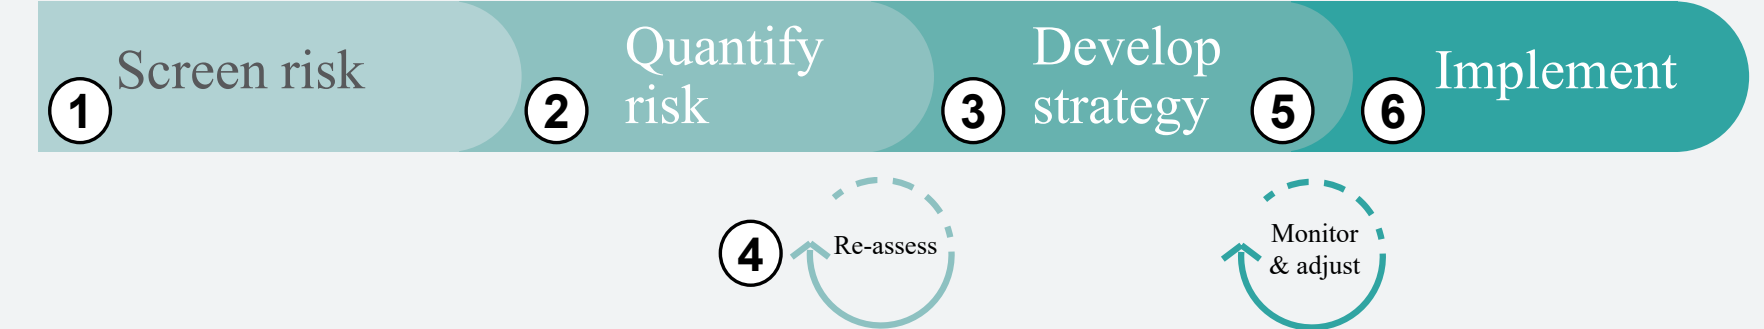 1
Screen risk
2
Quantify
risk
3
Develop
strategy
5
6
Implement
4
Re-assess
Monitor
& adjust